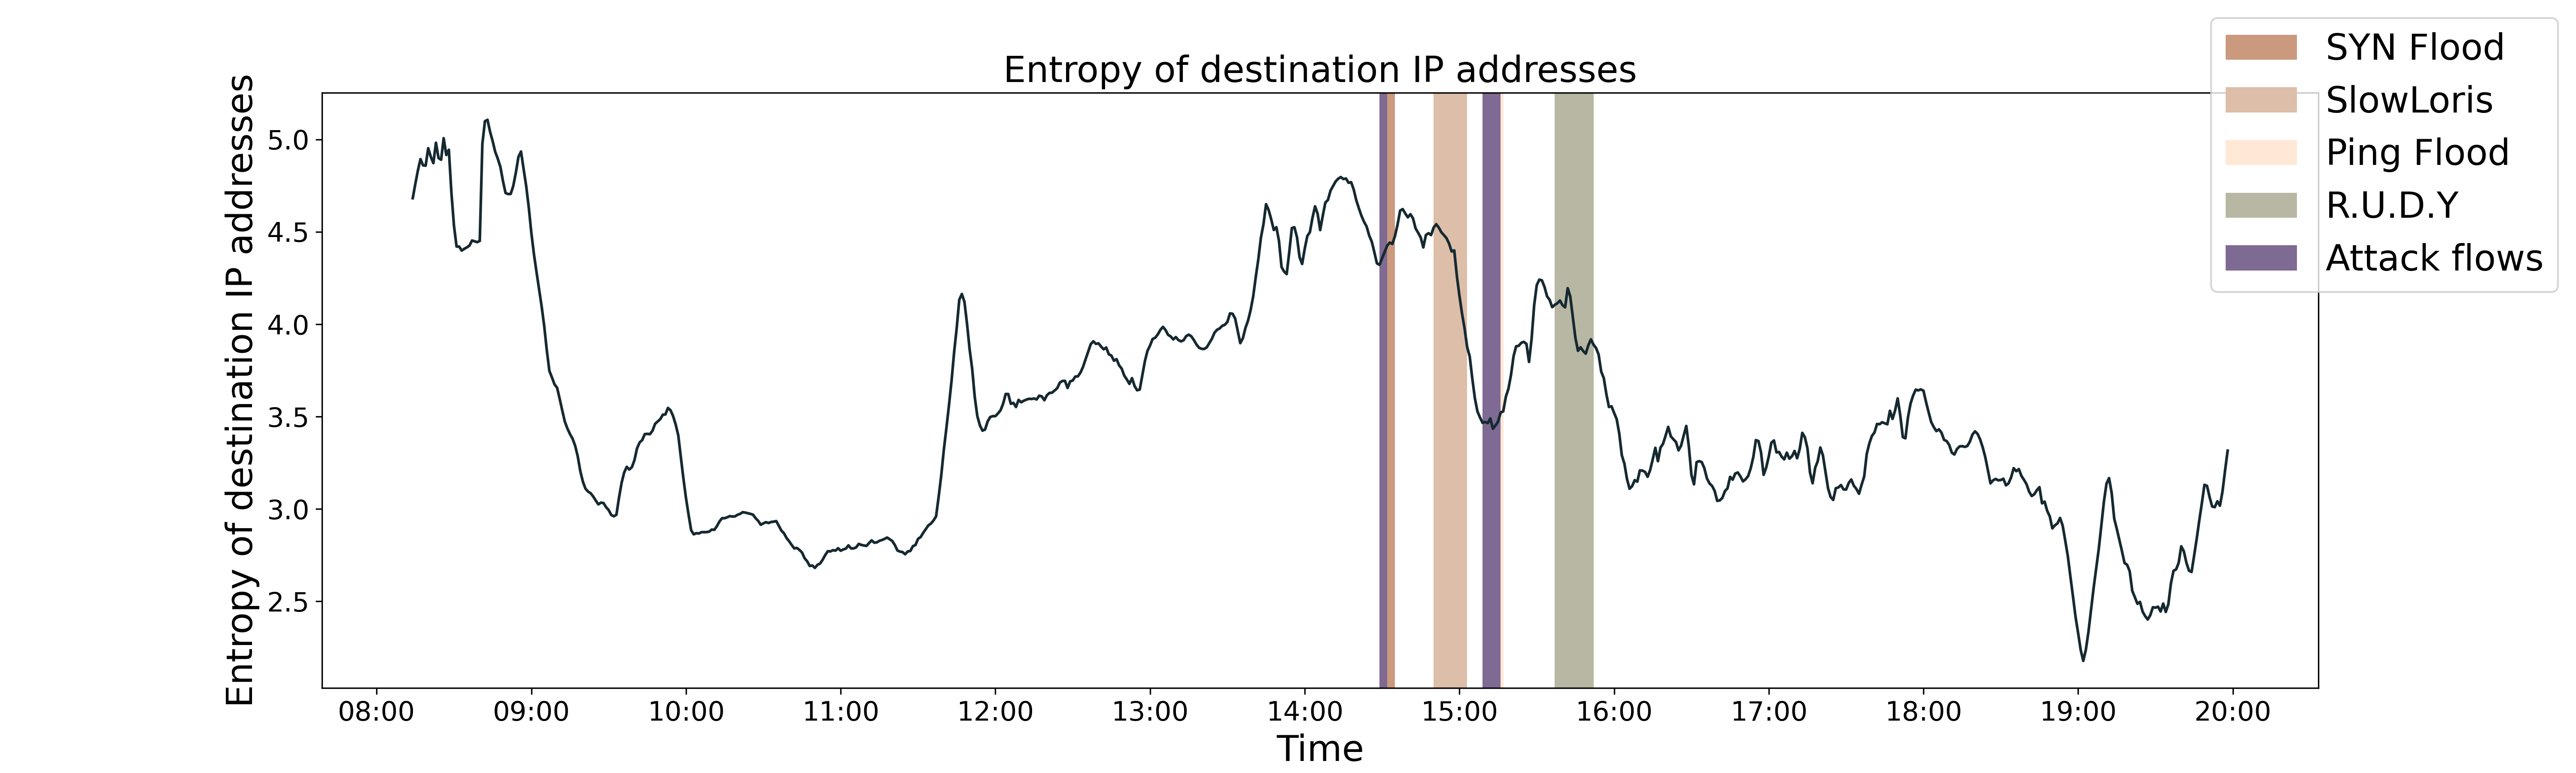 Entropy of destination IP addresses
Entropy of destination IP addresses
5.0
4.5
4.0
3.5
3.0
2.5
08:00 09:00 10:00 11:00 12:00 13:00 14:00 15:00 16:00 17:00 18:00 19:00 20:00
Time
SYN Flood
SlowLoris
Ping Flood
R.U.D.Y
Attack flows